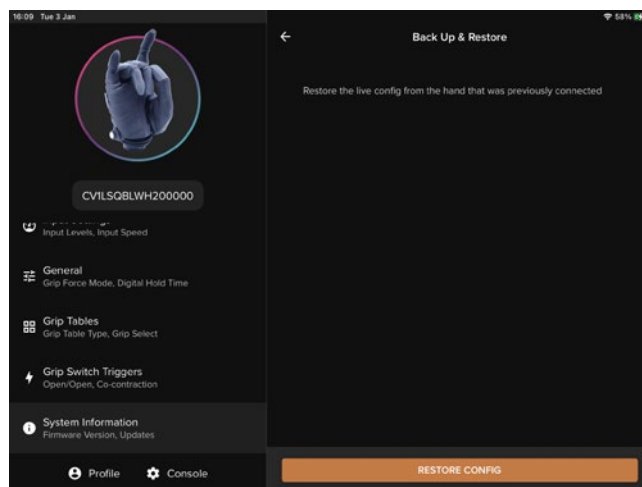 16:09 Tue 3 Jan
58%
Back Up & Restore
Restore the live config from the hand that was previously connected
CV1LSQBLWH200000
Input Levels, Input Speed
General
Grip Force Mode, Digital Hold Time
Grip Tables
Grip Table Type, Grip Select
Grip Switch Triggers
Open/Open, Co-contraction
System Information
Firmware Version, Updates
Profile
Console
RESTORE CONFIG